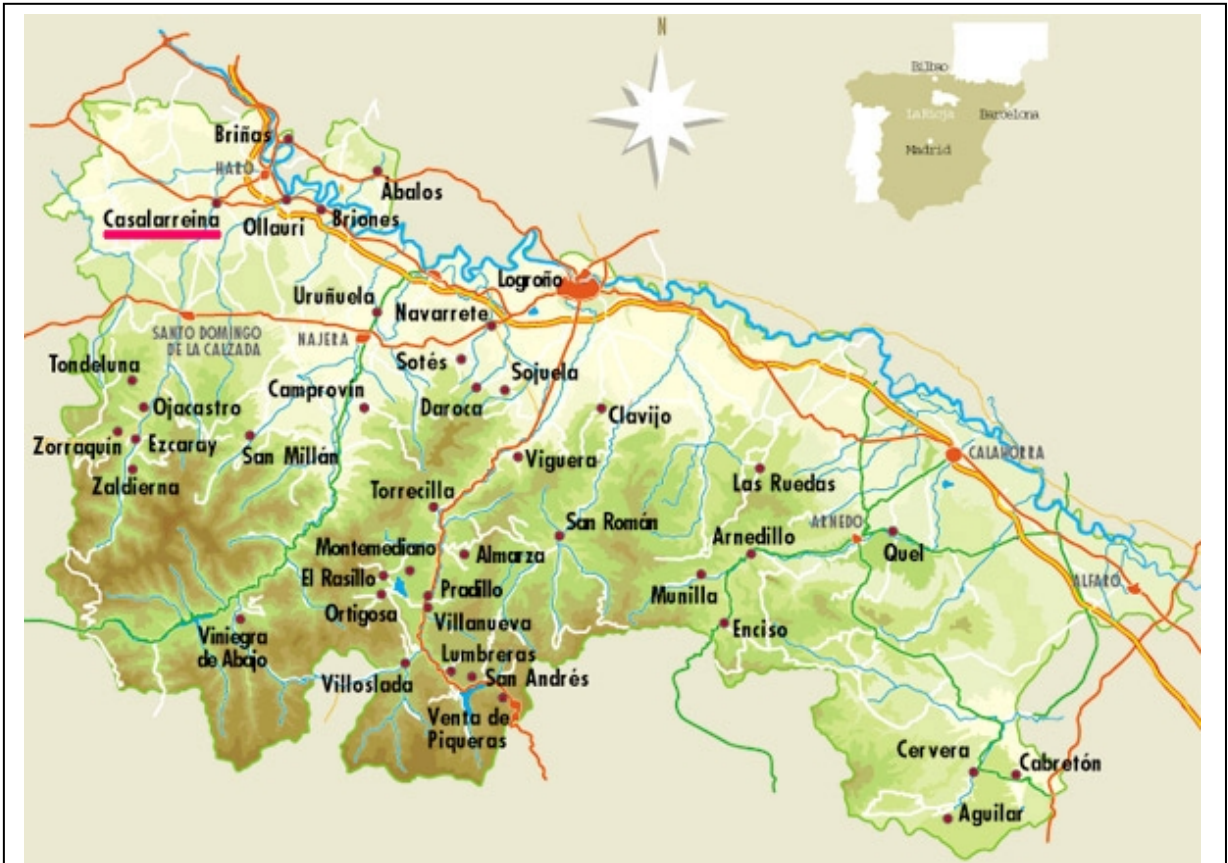 N
Bilbao
La Rioja
Barcelona
Madrid
Briñas
HARO
Ábalos
Casalarreina
Ollauri
Briones
Logroño
Uruñuela
Navarrete
SANTO DOMINGO
DE LA CALZADA
NAJERA
Tondeluna
Sotés
Sojuela
Camprovín
Daroca
Ojacastro
Clavijo
Zorraquín
Ezcaray
San Millán
CALAHORRA
Viguera
Zaldierna
Las Ruedas
Torrecilla
San Román
ARNEDO
Montemediano
Almarza
Arnedillo
Quel
El Rasillo
Pradillo
Munilla
ALFARO
Ortigosa
Villanueva
Enciso
Viniegra
de Abajo
Lumbreras
Villoslada
San Andrés
Venta de
Piqueras
Cervera
Cabretón
Aguilar